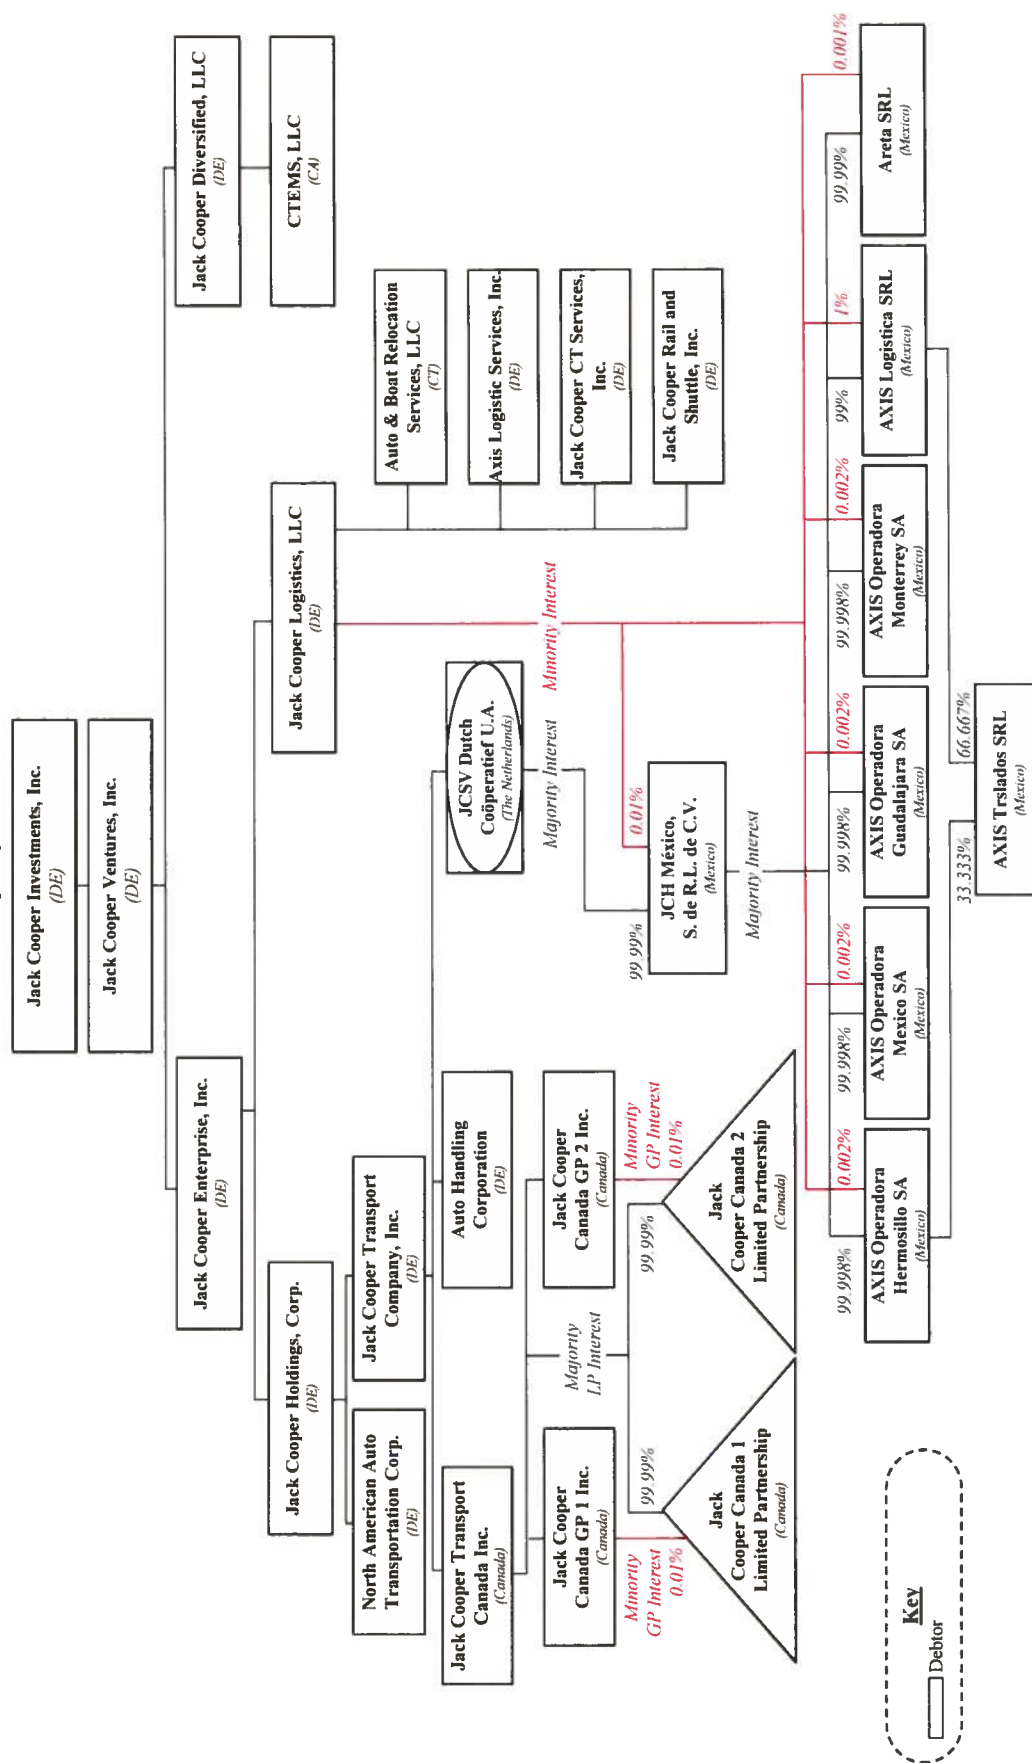 Jack Cooper Investments, Inc.
(DE)
Jack Cooper Ventures, Inc.
(DE)
Jack Cooper Enterprise, Inc.
(DE)
Jack Cooper Diversified, LLC
(DE)
CTEMS, LLC
(CA)
Jack Cooper Holdings, Corp.
(DE)
Jack Cooper Logistics, LLC
(DE)
North American Auto
Transportation Corp.
(DE)
Jack Cooper Transport
Company, Inc.
(DE)
Auto & Boat Relocation
Services, LLC
(CT)
Axis Logistic Services, Inc.
(DE)
Jack Cooper CT Services,
Inc.
(DE)
Jack Cooper Rail and
Shuttle, Inc.
(DE)
Jack Cooper Transport
Canada Inc.
(Canada)
Auto Handling
Corporation
(DE)
JCSV Dutch
Coöperatief U.A.
(The Netherlands)
Majority Interest
Minority Interest
Jack Cooper
Canada GP 1 Inc.
(Canada)
Jack Cooper
Canada GP 2 Inc.
(Canada)
Majority
LP Interest
Minority
GP Interest
0.01%
99.99%
99.99%
Minority
GP Interest
0.01%
99.99%
0.01%
JCH México,
S. de R.L. de C.V.
(Mexico)
Majority Interest
Jack
Cooper Canada 1
Limited Partnership
(Canada)
Jack
Cooper Canada 2
Limited Partnership
(Canada)
99.998%
0.002%
99.998%
0.002%
99.998%
0.002%
99.998%
0.002%
99%
1%
99.99%
0.001%
AXIS Operadora
Hermosillo SA
(Mexico)
AXIS Operadora
Mexico SA
(Mexico)
AXIS Operadora
Guadalajara SA
(Mexico)
AXIS Operadora
Monterrey SA
(Mexico)
AXIS Logistica SRL
(Mexico)
Areta SRL
(Mexico)
33.333%
66.667%
AXIS Trslados SRL
(Mexico)
Key
Debtor